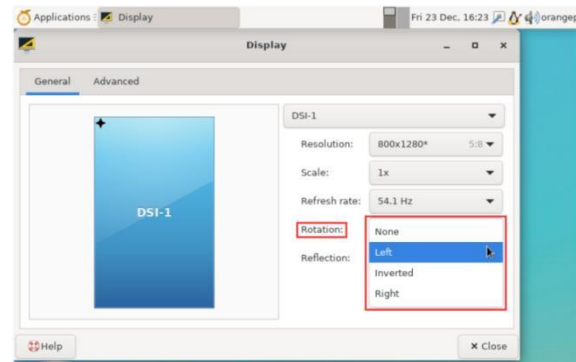 Applications Display Fri 23 Dec, 16:23 orangep
Display
General Advanced
DSI-1
DSI-1
Resolution: 800x1280* 5:8
Scale: 1x
Refresh rate: 54.1 Hz
Rotation: None
Left
Reflection:
Inverted
Right
Help
Close